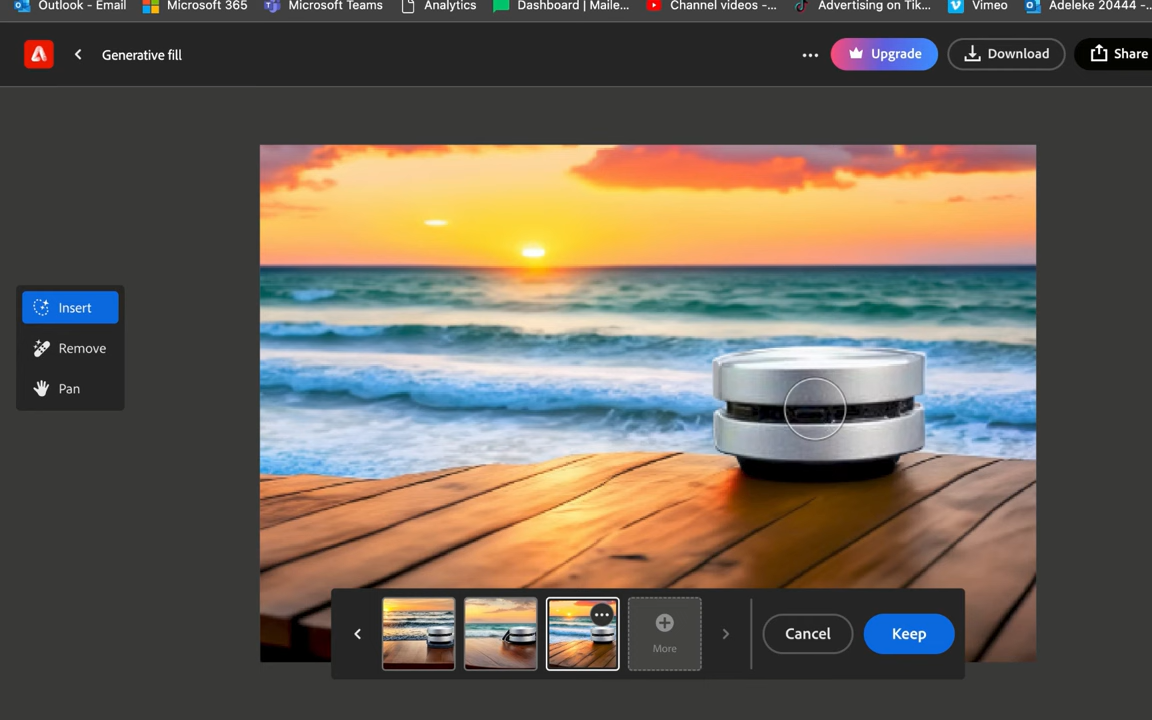 Outlook - Email Microsoft 365 Microsoft Teams Analytics Dashboard | Maile... Channel videos -... Advertising on Tik... Vimeo Adeleke 20444 -...
Generative fill ... Upgrade Download Share
Insert
Remove
Pan
More
Cancel Keep